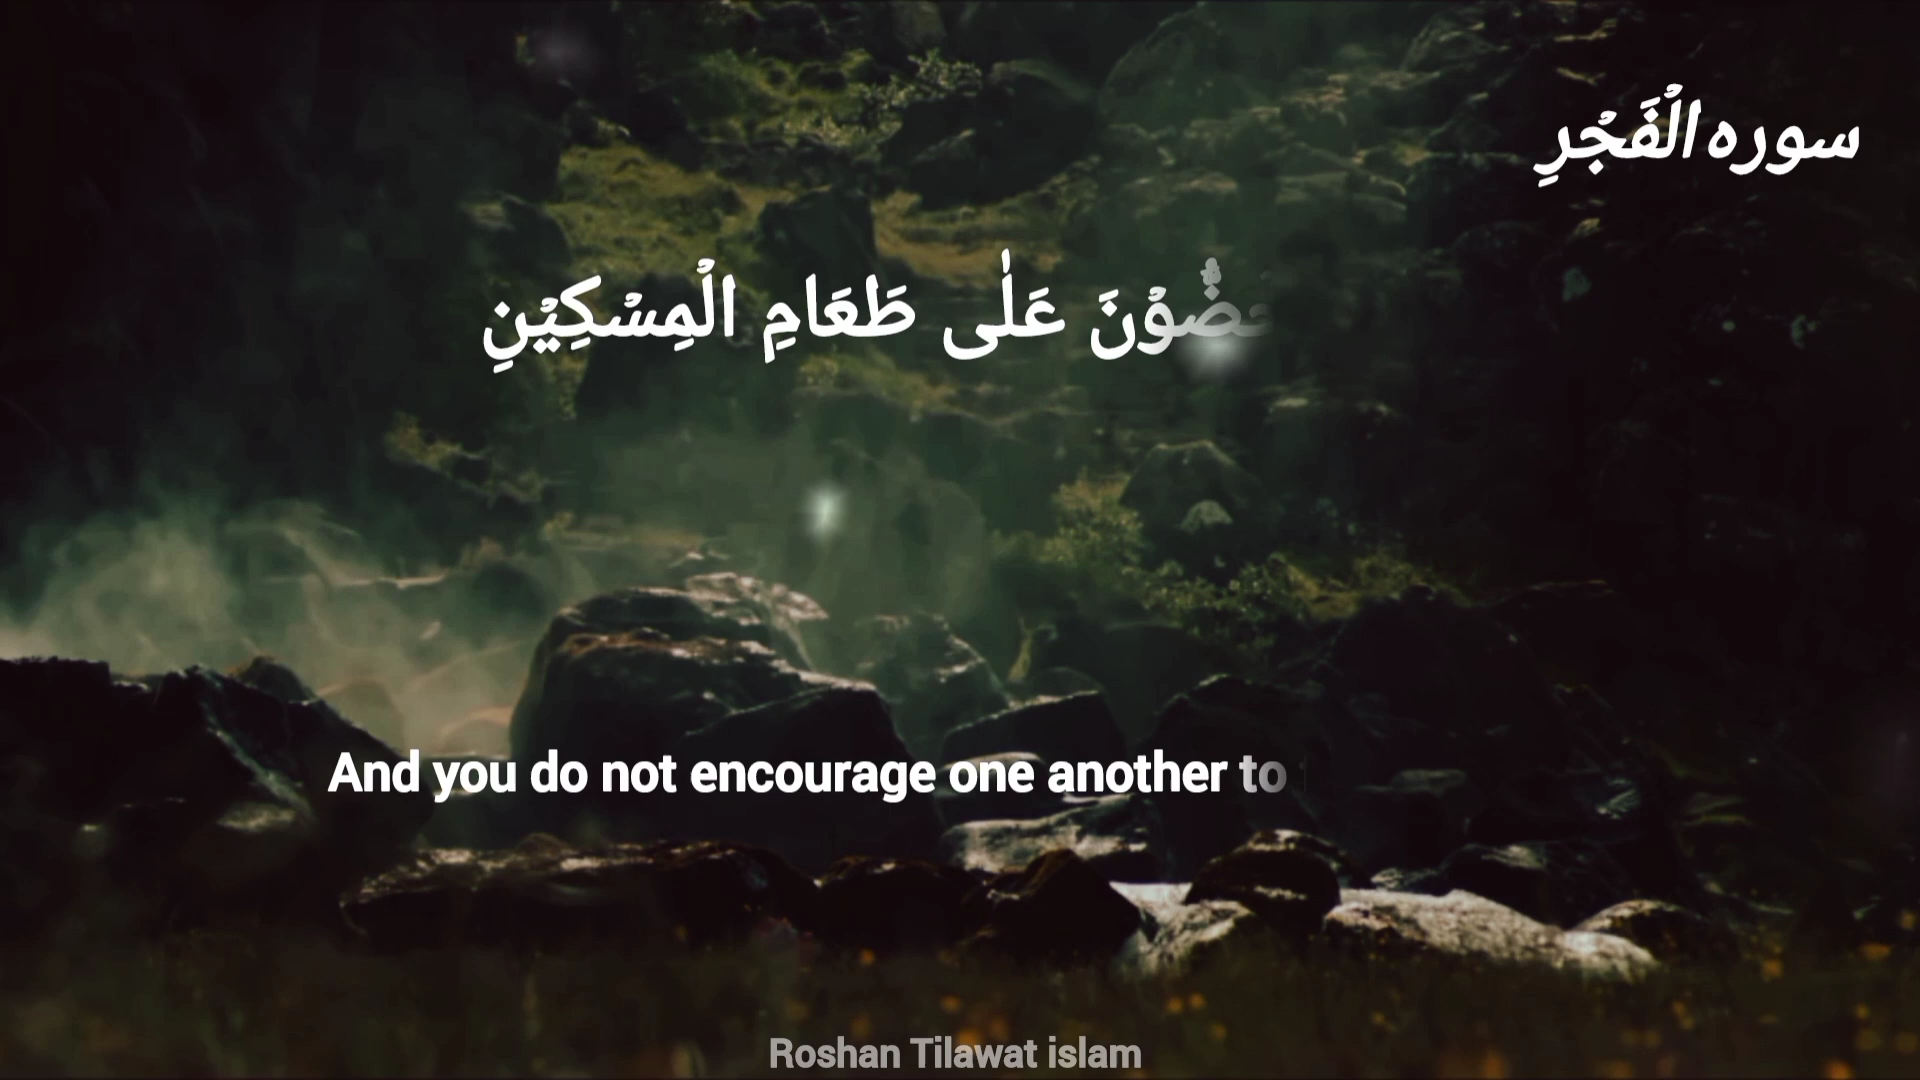 سوره الْفَجْرِ
حٰٓضُّوْنَ عَلٰى طَعَامِ الْمِسْكِيْنِ
And you do not encourage one another to
Roshan Tilawat islam